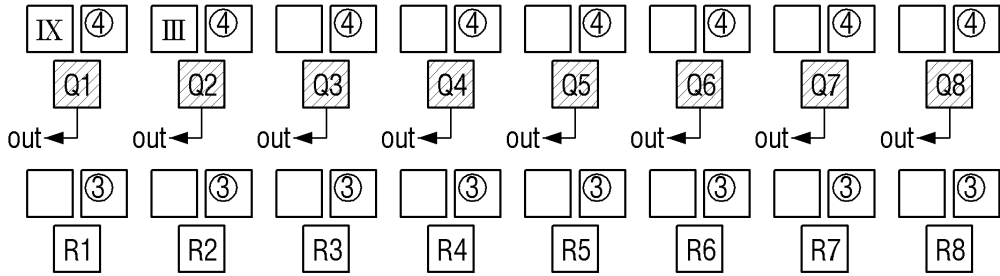 IX ④ III ④ ④ ④ ④ ④ ④ ④
Q1 Q2 Q3 Q4 Q5 Q6 Q7 Q8
out out out out out out out out
③ ③ ③ ③ ③ ③ ③ ③
R1 R2 R3 R4 R5 R6 R7 R8